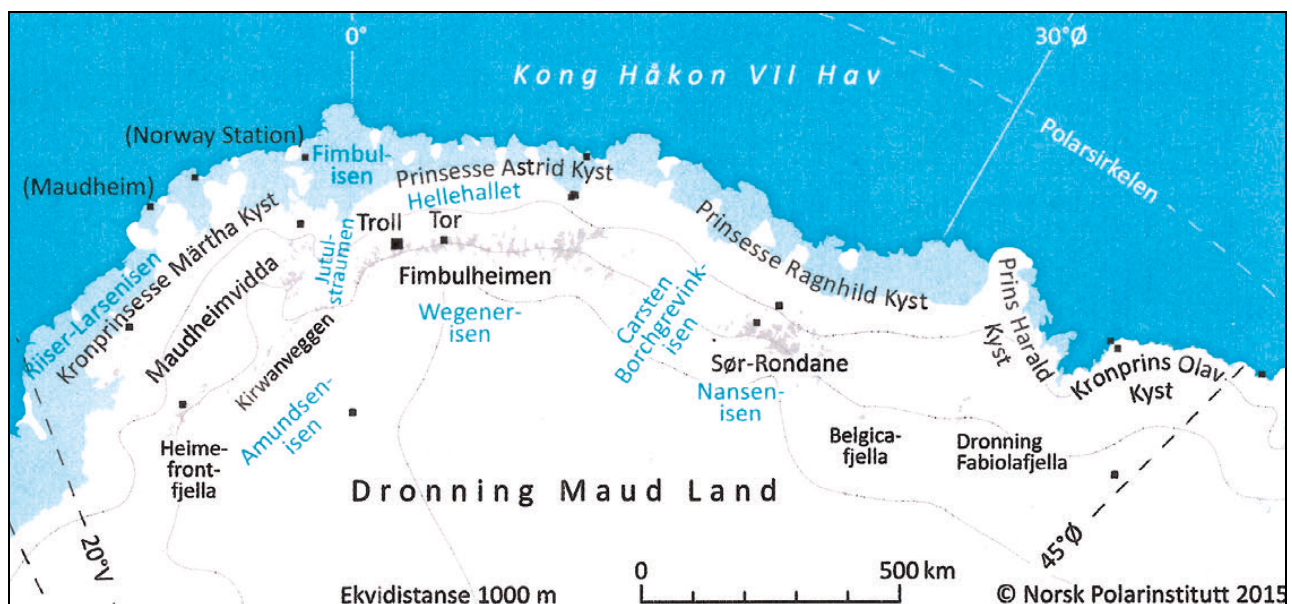 0°
30°Ø
Kong Håkon VII Hav
Polarsirkelen
(Norway Station)
Fimbul-
isen
Prinsesse Astrid Kyst
Hellehallet
(Maudheim)
Kronprinsesse Märtha Kyst
Riiser-Larsenisen
Maudheimvidda
Jutul-
straumen
Troll
Tor
Fimbulheimen
Prinsesse Ragnhild Kyst
Prins Harald
Kyst
Kronprins Olav
Kyst
Kirwanveggen
Wegener-
isen
Carsten
Borchgrevink-
isen
Sør-Rondane
Nansen-
isen
Amundsen-
isen
Heime-
front-
fjella
Belgica-
fjella
Dronning
Fabiolafjella
Dronning Maud Land
20°V
45°Ø
0
500 km
Ekvidistanse 1000 m
© Norsk Polarinstitutt 2015